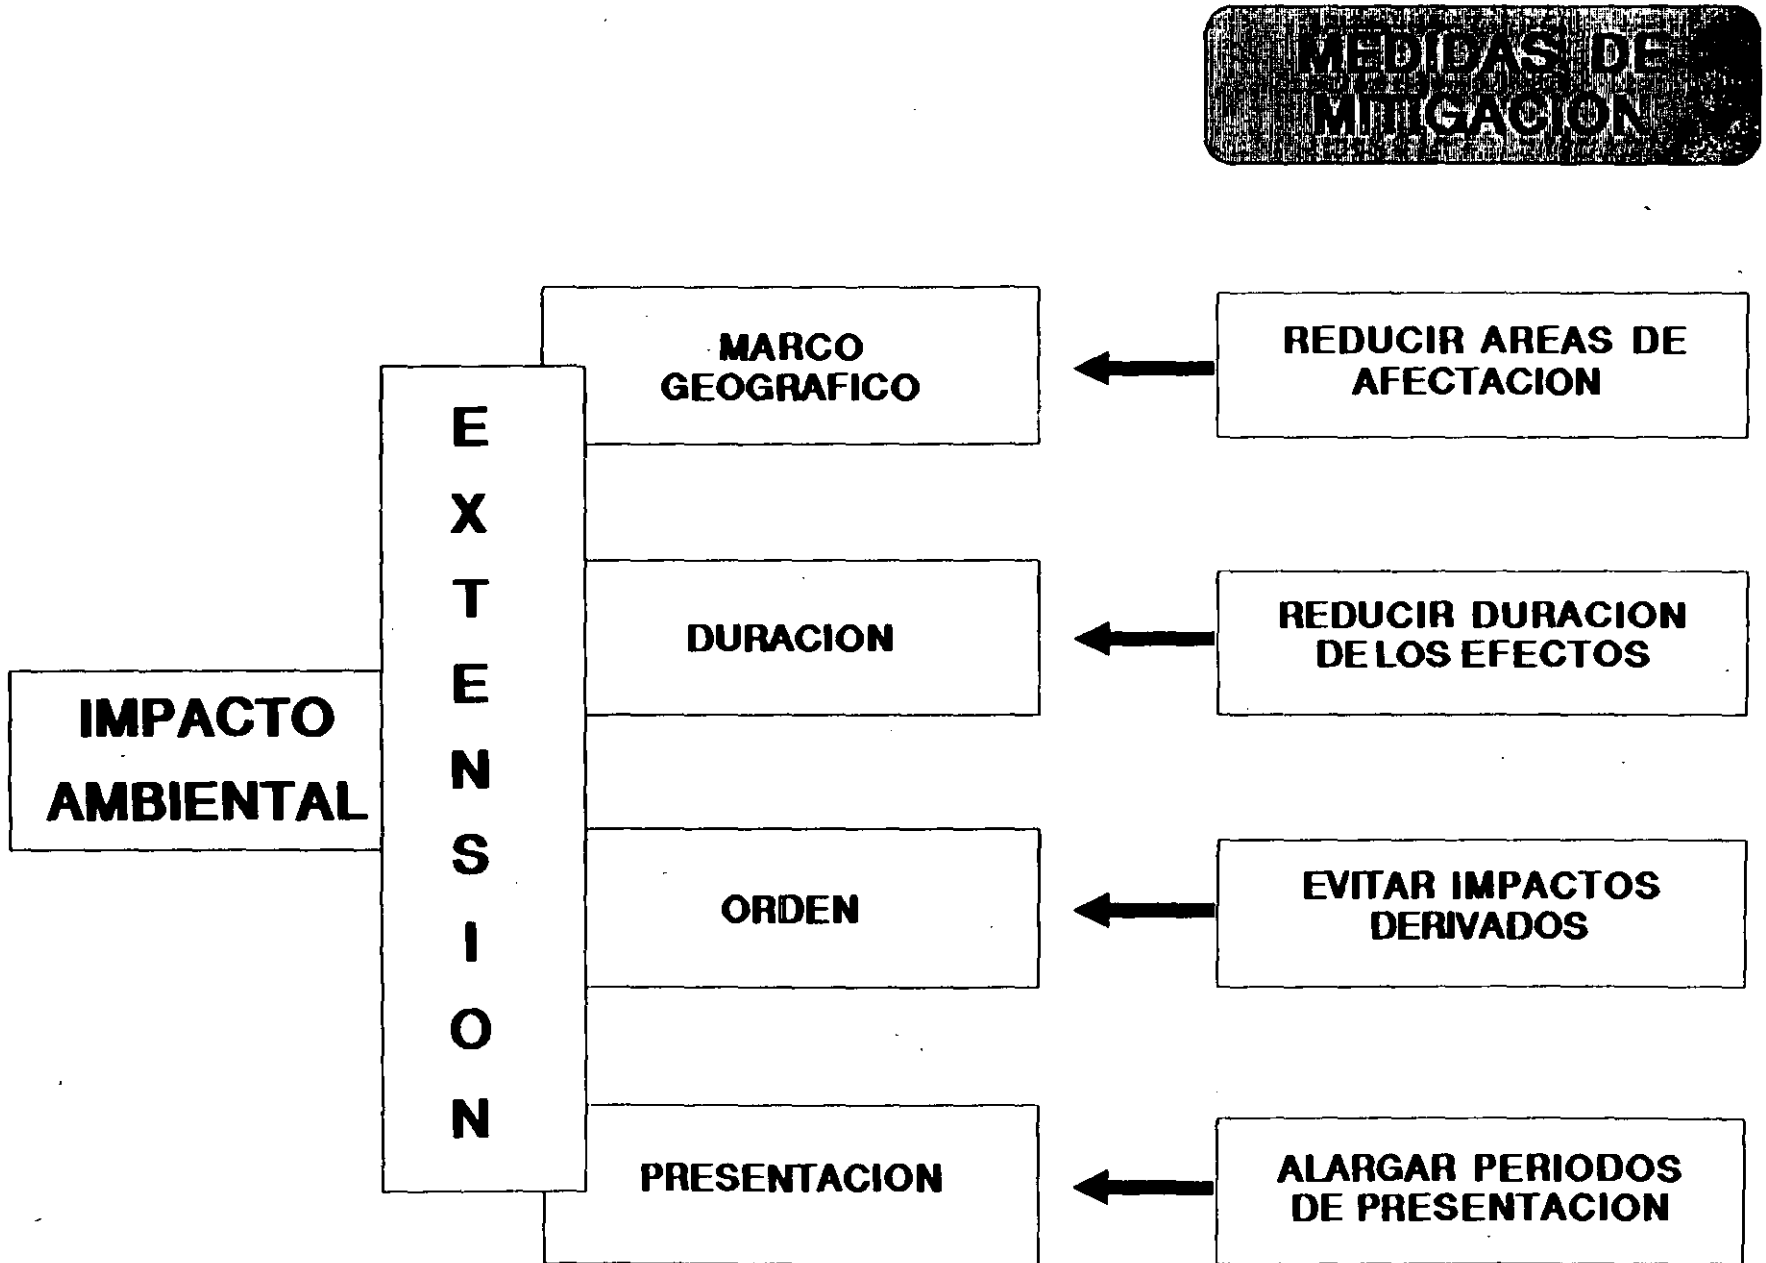 MEDIDAS DE
MITIGACION
MARCO
GEOGRAFICO
REDUCIR AREAS DE
AFECTACION
EXTENSION
DURACION
REDUCIR DURACION
DE LOS EFECTOS
IMPACTO
AMBIENTAL
ORDEN
EVITAR IMPACTOS
DERIVADOS
PRESENTACION
ALARGAR PERIODOS
DE PRESENTACION